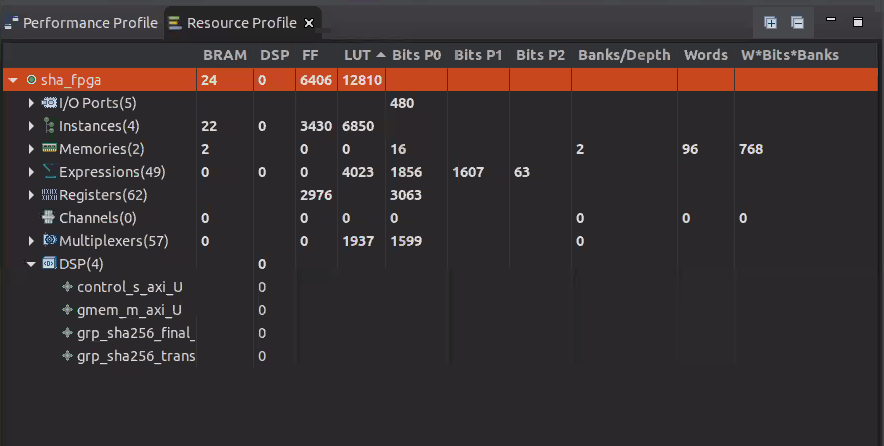 Performance Profile Resource Profile
BRAM DSP FF LUT Bits P0 Bits P1 Bits P2 Banks/Depth Words W*Bits*Banks
sha_fpga 24 0 6406 12810
I/O Ports(5) 480
Instances(4) 22 0 3430 6850
Memories(2) 2 0 0 16 2 96 768
Expressions(49) 0 0 0 4023 1856 1607 63
Registers(62) 2976 3063
Channels(0) 0 0 0 0 0 0 0
Multiplexers(57) 0 0 1937 1599 0
DSP(4) 0
control_s_axi_U 0
gmem_m_axi_U 0
grp_sha256_final_ 0
grp_sha256_trans 0